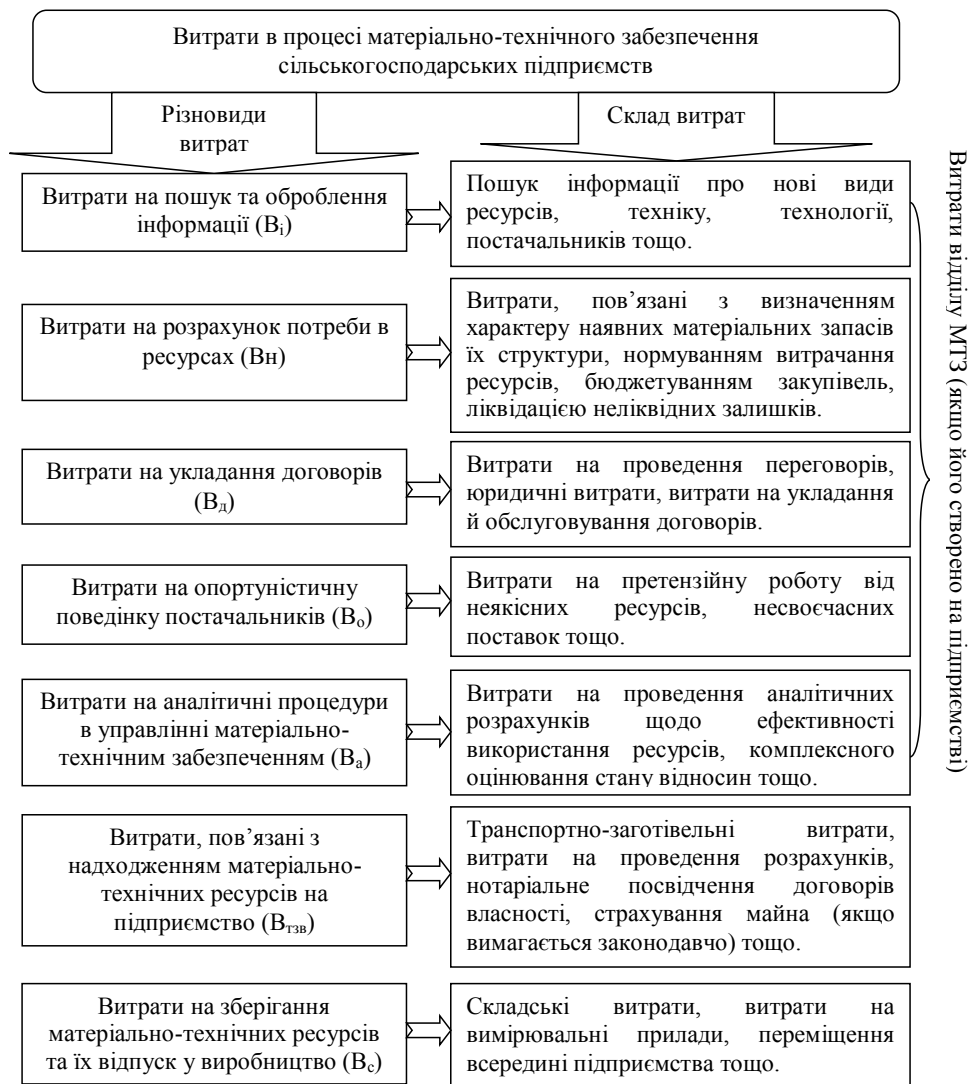 Витрати в процесі матеріально-технічного забезпечення
сільськогосподарських підприємств
Різновиди
витрат
Склад витрат
Витрати на пошук та оброблення
інформації (Ві)
Пошук інформації про нові види
ресурсів, техніку, технології,
постачальників тощо.
Витрати на розрахунок потреби в
ресурсах (Вн)
Витрати, пов’язані з визначенням
характеру наявних матеріальних запасів
їх структури, нормуванням витрачання
ресурсів, бюджетуванням закупівель,
ліквідацією неліквідних залишків.
Витрати на укладання договорів
(Вд)
Витрати на проведення переговорів,
юридичні витрати, витрати на укладання
й обслуговування договорів.
Витрати на опортуністичну
поведінку постачальників (Во)
Витрати на претензійну роботу від
неякісних ресурсів, несвоєчасних
поставок тощо.
Витрати на аналітичні процедури
в управлінні матеріально-
технічним забезпеченням (Ва)
Витрати на проведення аналітичних
розрахунків щодо ефективності
використання ресурсів, комплексного
оцінювання стану відносин тощо.
Витрати, пов’язані з
надходженням матеріально-
технічних ресурсів на
підприємство (Втзв)
Транспортно-заготівельні витрати,
витрати на проведення розрахунків,
нотаріальне посвідчення договорів
власності, страхування майна (якщо
вимагається законодавчо) тощо.
Витрати на зберігання
матеріально-технічних ресурсів
та їх відпуск у виробництво (Вс)
Складські витрати, витрати на
вимірювальні прилади, переміщення
всередині підприємства тощо.
Витрати відділу МТЗ (якщо його створено на підприємстві)